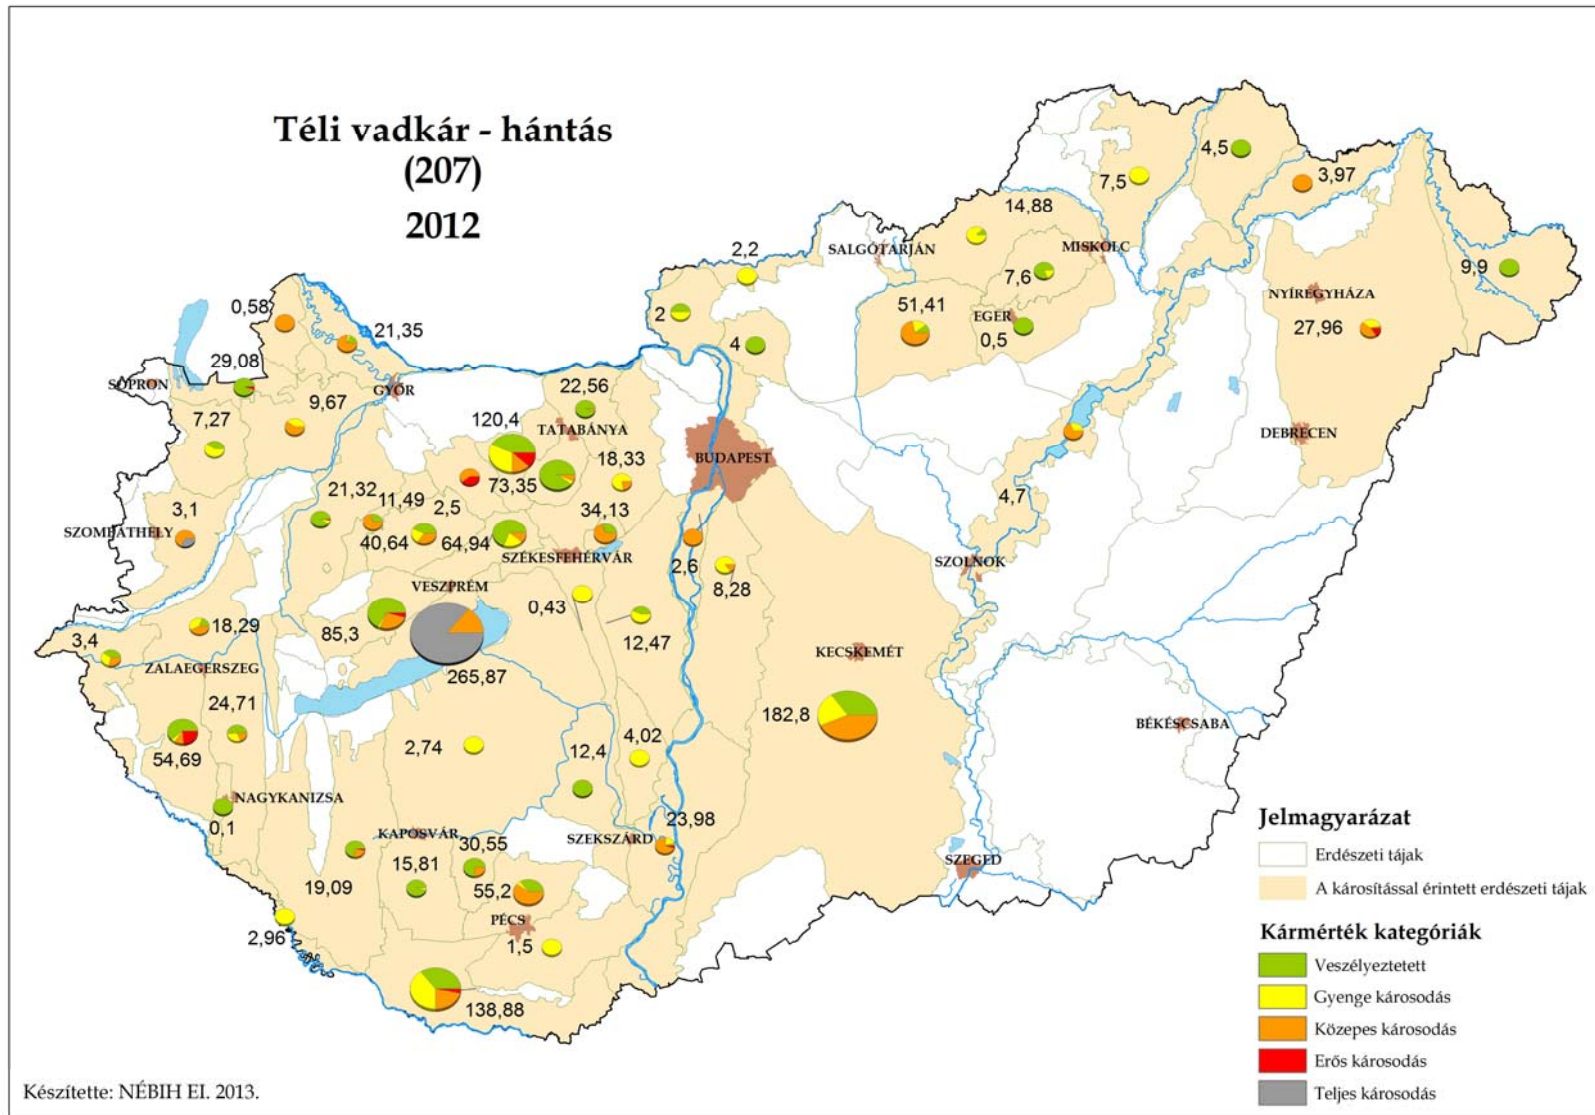 Téli vadkár - hántás
(207)
2012
4,5
3,97
7,5
14,88
2,2
SALGÓTARJÁN
MISKOLC
7,6
9,9
NYÍREGYHÁZA
51,41
EGER
0,5
27,96
2
4
0,58
21,35
29,08
SOPRON
GYŐR
22,56
7,27
9,67
120,4
TATABÁNYA
DEBRECEN
BUDAPEST
18,33
73,35
21,32
11,49
2,5
34,13
4,7
3,1
SZOMBATHELY
40,64
64,94
SZÉKESFEHÉRVÁR
SZOLNOK
2,6
VESZPRÉM
8,28
0,43
18,29
85,3
12,47
3,4
KECSKEMÉT
ZALAEGERSZEG
265,87
24,71
182,8
BÉKÉSCSABA
2,74
12,4
4,02
54,69
NAGYKANIZSA
0,1
23,98
KAPOSVÁR
SZEKSZÁRD
30,55
15,81
SZEGED
55,2
19,09
PÉCS
2,96
1,5
138,88
Jelmagyarázat
Erdészeti tájak
A károsítással érintett erdészeti tájak
Kármérték kategóriák
Veszélyeztetett
Gyenge károsodás
Közepes károsodás
Erős károsodás
Teljes károsodás
Készítette: NÉBIH EI. 2013.